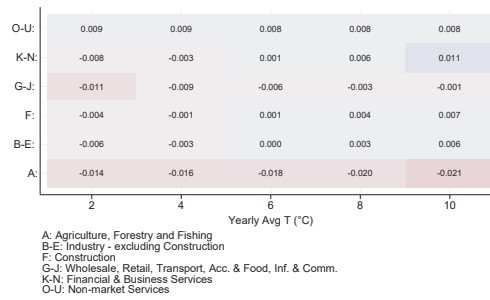 O-U: 0.009 0.009 0.008 0.008 0.008
K-N: -0.008 -0.003 0.001 0.006 0.011
G-J: -0.011 -0.009 -0.006 -0.003 -0.001
F: -0.004 -0.001 0.001 0.004 0.007
B-E: -0.006 -0.003 0.000 0.003 0.006
A: -0.014 -0.016 -0.018 -0.020 -0.021
2 4 6 8 10
Yearly Avg T (°C)
A: Agriculture, Forestry and Fishing
B-E: Industry - excluding Construction
F: Construction
G-J: Wholesale, Retail, Transport, Acc. & Food, Inf. & Comm.
K-N: Financial & Business Services
O-U: Non-market Services